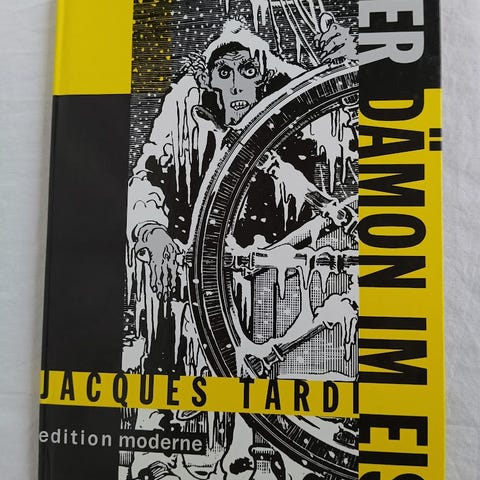 ER DÄMON IM EIS
JACQUES TARDI
edition moderne